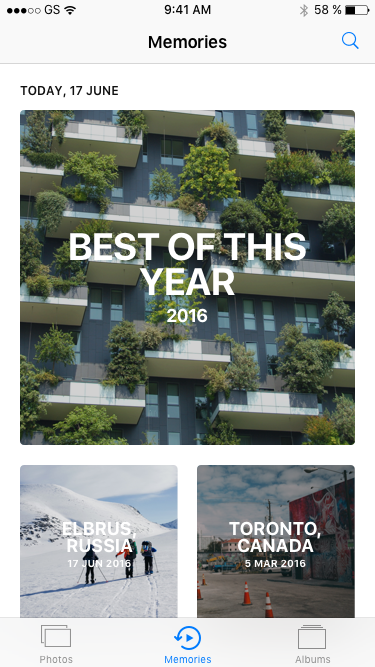 GS 9:41 AM 58 %
Memories
TODAY, 17 JUNE
BEST OF THIS
YEAR
2016
ELBRUS,
RUSSIA
17 JUN 2016
TORONTO,
CANADA
5 MAR 2016
Photos Memories Albums